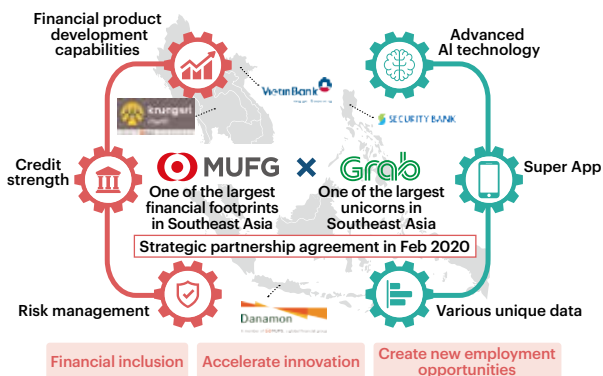 Financial product
development
capabilities
Advanced
AI technology
VietinBank
krungsri
SECURITY BANK
Credit
strength
MUFG
Grab
Super App
One of the largest
financial footprints
in Southeast Asia
One of the largest
unicorns in
Southeast Asia
Strategic partnership agreement in Feb 2020
Risk management
Danamon
Various unique data
Financial inclusion
Accelerate innovation
Create new employment
opportunities